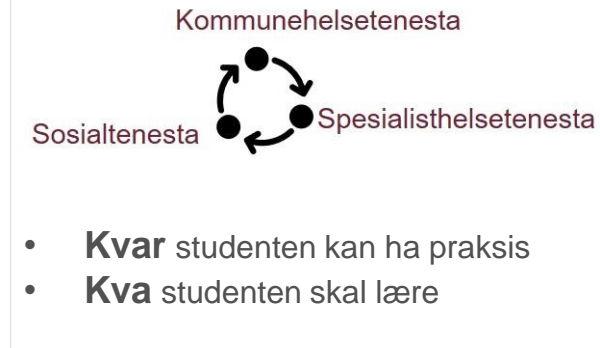 Kommunehelsetenesta
Spesialisthelsetenesta
Sosialtenesta
• Kvar studenten kan ha praksis
• Kva studenten skal lære